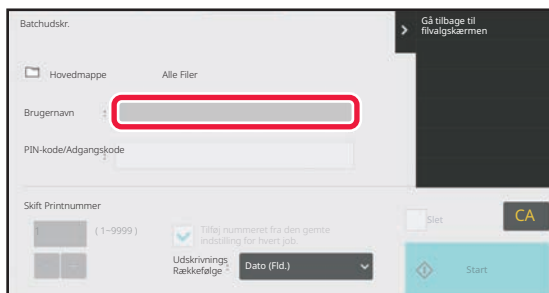 Batchudskr.
Gå tilbage til
filvalgskærmen
Hovedmappe Alle Filer
Brugernavn :
PIN-kode/Adgangskode :
Skift Printnummer
1 ( 1~9999 )
Tilføj nummeret fra den gemte
indstilling for hvert job.
Slet
CA
Udskrivnings
Rækkefølge : Dato (Fld.)
Start